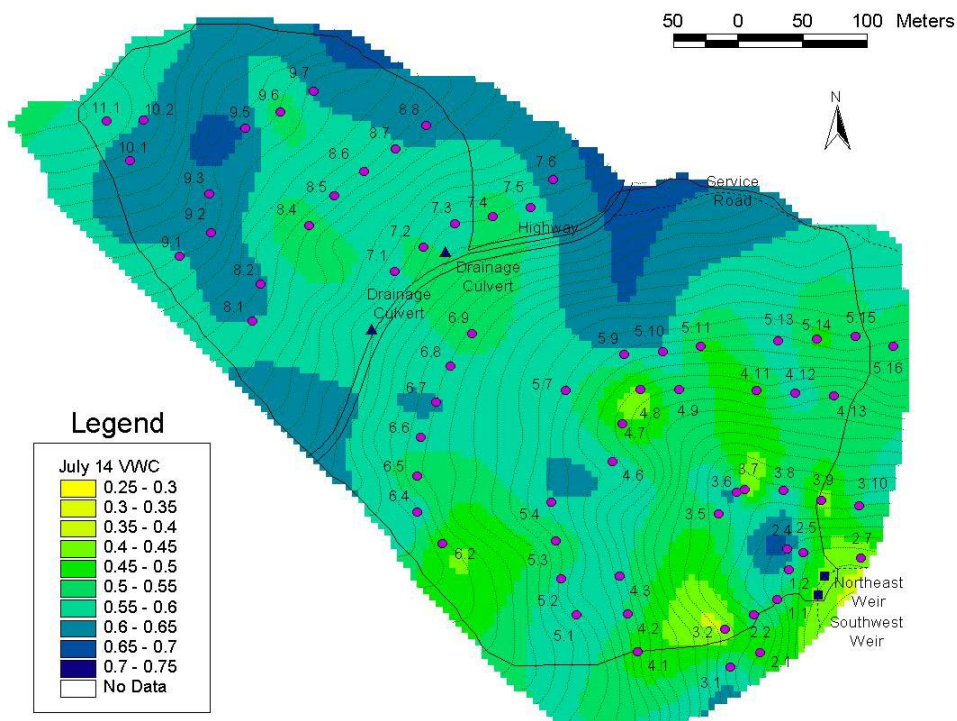 50 0 50 100 Meters
N
9.7
9.6
11.1 10.2 9.5 8.8
8.7
10.1 8.6 7.6
Service
Road
9.3 8.5 7.5
8.4 7.4
9.2 7.3 Highway
9.1 7.2
7.1 Drainage
Culvert
8.2 Drainage
Culvert
8.1
6.9 5.9 5.10 5.11 5.13 5.14 5.15
6.8 5.16
5.7 4.11 4.12
6.7 4.8 4.9 4.13
6.6 4.7
6.5 4.6 3.7 3.8
3.6 3.9 3.10
6.4 5.4 3.5
2.4 2.5 2.7
6.2 5.3 4.3 1.2
Northeast
Weir
5.2 1.1
5.1 4.2 3.2 2.2 Southwest
Weir
4.1 3.1 2.1
Legend
July 14 VWC
0.25 - 0.3
0.3 - 0.35
0.35 - 0.4
0.4 - 0.45
0.45 - 0.5
0.5 - 0.55
0.55 - 0.6
0.6 - 0.65
0.65 - 0.7
0.7 - 0.75
No Data